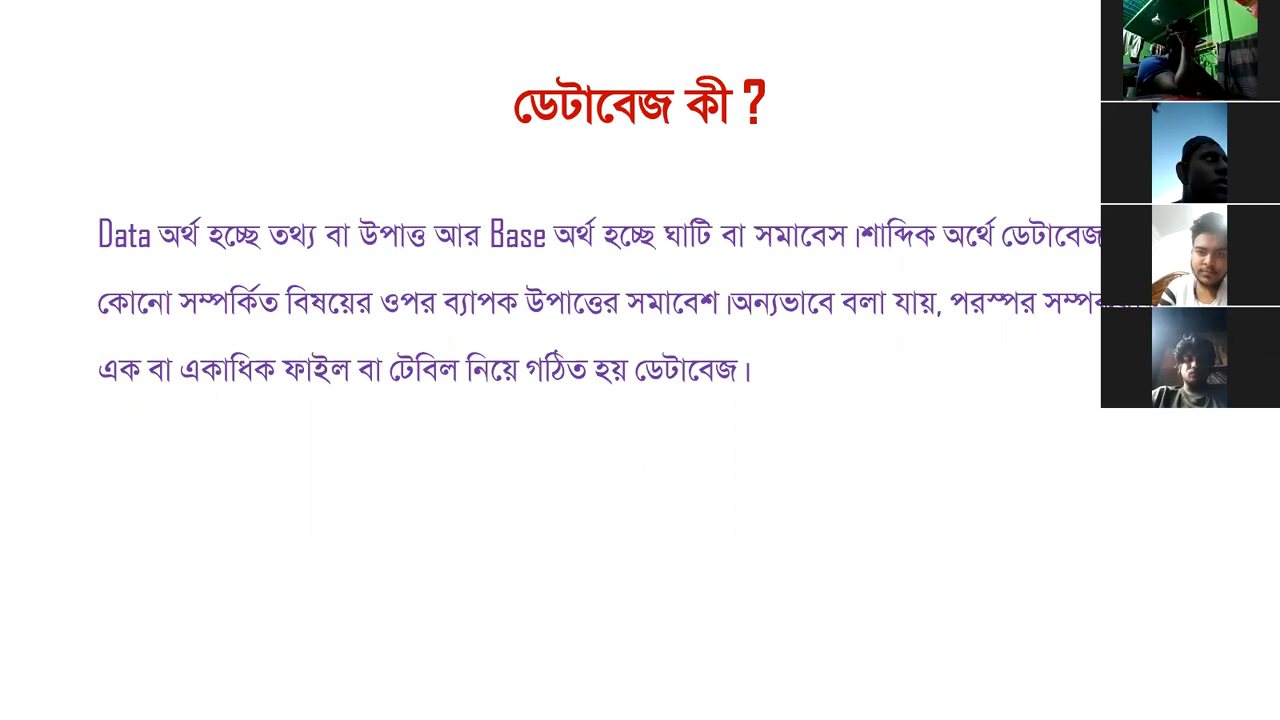 ডেটাবেজ কী ?
Data অর্থ হচ্ছে তথ্য বা উপাত্ত আর Base অর্থ হচ্ছে ঘাটি বা সমাবেস।শাব্দিক অর্থে ডেটাবেজ
কোনো সম্পর্কিত বিষয়ের ওপর ব্যাপক উপাত্তের সমাবেশ।অন্যভাবে বলা যায়, পরস্পর
এক বা একাধিক ফাইল বা টেবিল নিয়ে গঠিত হয় ডেটাবেজ।